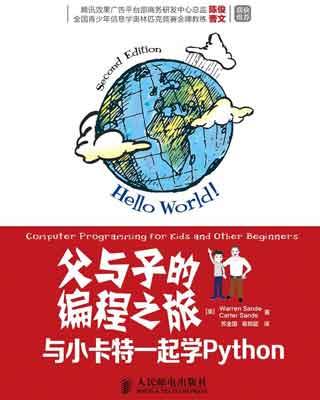 腾讯效果广告平台部商务研发中心总监 陈俊
全国青少年信息学奥林匹克竞赛金牌教练 曹文
倾情
推荐
Second Edition
Hello World!
Computer Programming for Kids and Other Beginners
父与子的
编程之旅
[美] Warren Sande
Carter Sande 著
苏金国 易郑超 译
与小卡特一起学Python
人民邮电出版社
POSTS & TELECOM PRESS